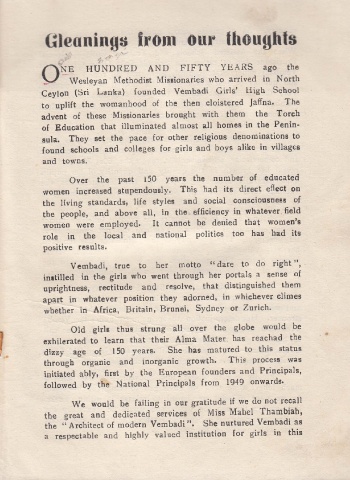 Gleanings from our thoughts
ONE HUNDRED AND FIFTY YEARS ago the
Wesleyan Methodist Missionaries who arrived in North
Ceylon (Sri Lanka) founded Vembadi Girls' High School
to uplift the womanhood of the then cloistered Jaffna. The
advent of these Missionaries brought with them the Torch
of Education that illuminated almost all homes in the Penin-
sula. They set the pace for other religious denominations to
found schools and colleges for girls and boys alike in villages
and towns.
Over the past 150 years the number of educated
women increased stupendously. This had its direct effect on
the living standards, life styles and social consciousness of
the people, and above all, in the efficiency in whatever field
women were employed. It cannot be denied that women's
role in the local and national politics too has had its
positive results.
Vembadi, true to her motto "dare to do right",
instilled in the girls who went through her portals a sense of
uprightness, rectitude and resolve, that distinguished them
apart in whatever position they adorned, in whichever climes
whether in Africa, Britain, Brunei, Sydney or Zurich.
Old girls thus strung all over the globe would be
exhilerated to learn that their Alma Mater has reached the
dizzy age of 150 years. She has matured to this status
through organic and inorganic growth. This process was
initiated ably, first by the European founders and Principals,
followed by the National Principals from 1949 onwards.
We would be failing in our gratitude if we do not recall
the great and dedicated services of Miss Mabel Thambiah,
the "Architect of modern Vembadi". She nurtured Vembadi as
a respectable and highly valued institution for girls in this